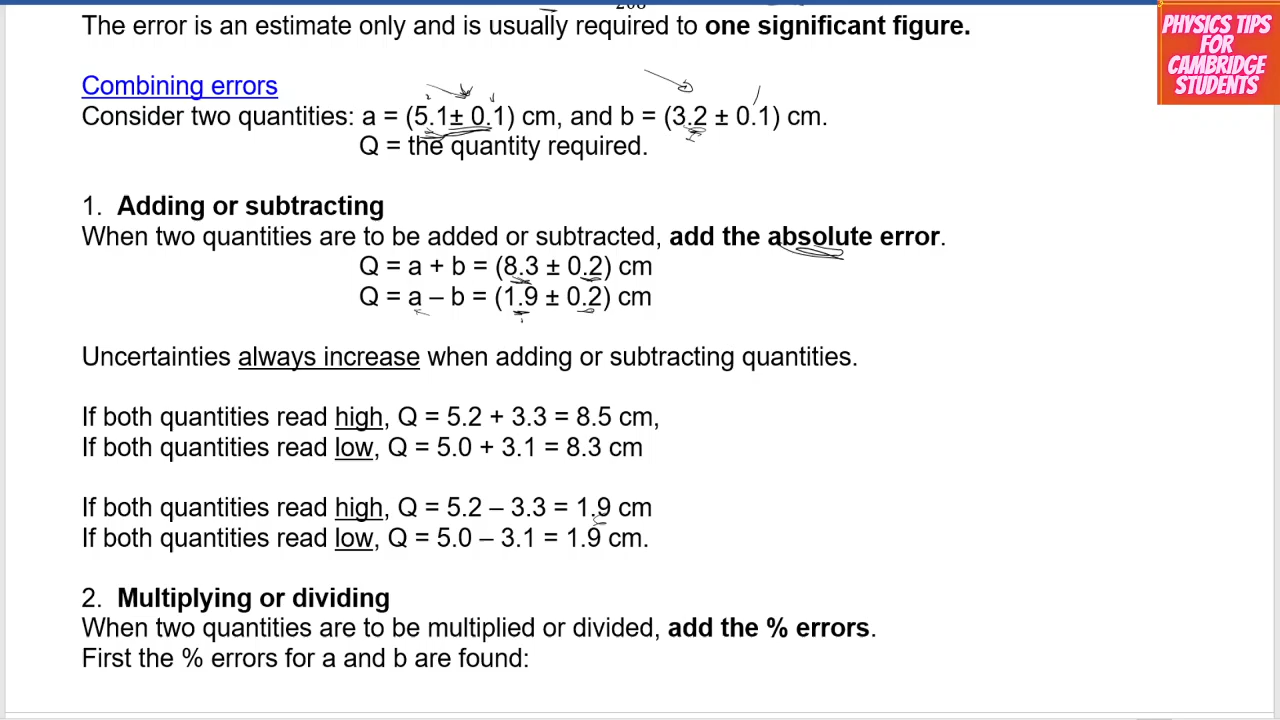 The error is an estimate only and is usually required to one significant figure.
PHYSICS TIPS
FOR
CAMBRIDGE
STUDENTS
Combining errors
Consider two quantities: a = (5.1± 0.1) cm, and b = (3.2 ± 0.1) cm.
Q = the quantity required.
1. Adding or subtracting
When two quantities are to be added or subtracted, add the absolute error.
Q = a + b = (8.3 ± 0.2) cm
Q = a – b = (1.9 ± 0.2) cm
Uncertainties always increase when adding or subtracting quantities.
If both quantities read high, Q = 5.2 + 3.3 = 8.5 cm,
If both quantities read low, Q = 5.0 + 3.1 = 8.3 cm
If both quantities read high, Q = 5.2 – 3.3 = 1.9 cm
If both quantities read low, Q = 5.0 – 3.1 = 1.9 cm.
2. Multiplying or dividing
When two quantities are to be multiplied or divided, add the % errors.
First the % errors for a and b are found: